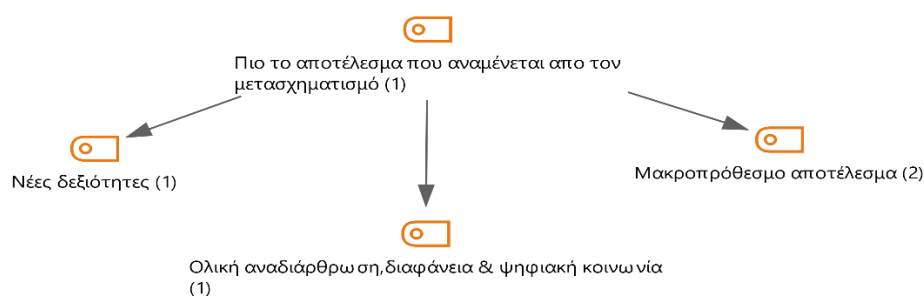 Πιο το αποτέλεσμα που αναμένεται απο τον
μετασχηματισμό (1)
Νέες δεξιότητες (1)
Μακροπρόθεσμο αποτέλεσμα (2)
Ολική αναδιάρθρωση,διαφάνεια & ψηφιακή κοινωνία
(1)